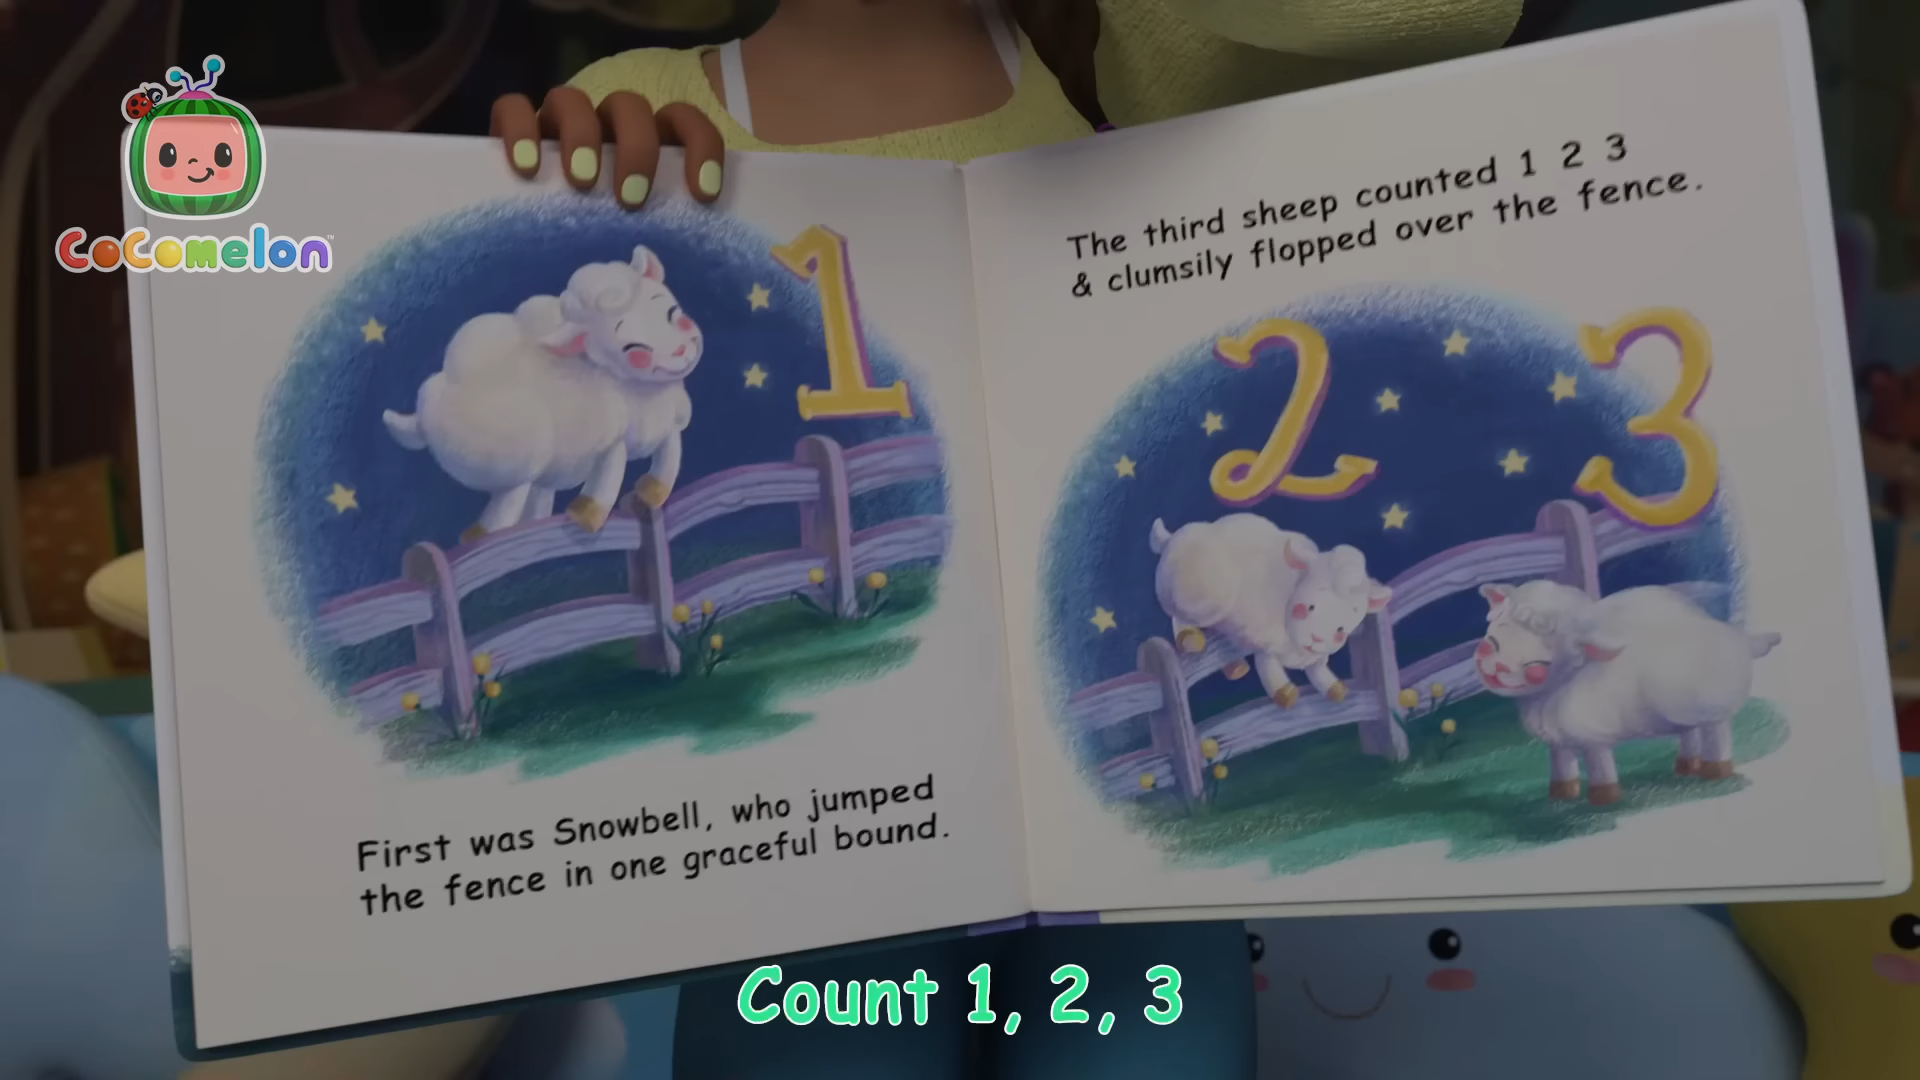 CoComelon™
1
First was Snowbell, who jumped
the fence in one graceful bound.
The third sheep counted 1 2 3
& clumsily flopped over the fence.
2 3
Count 1, 2, 3